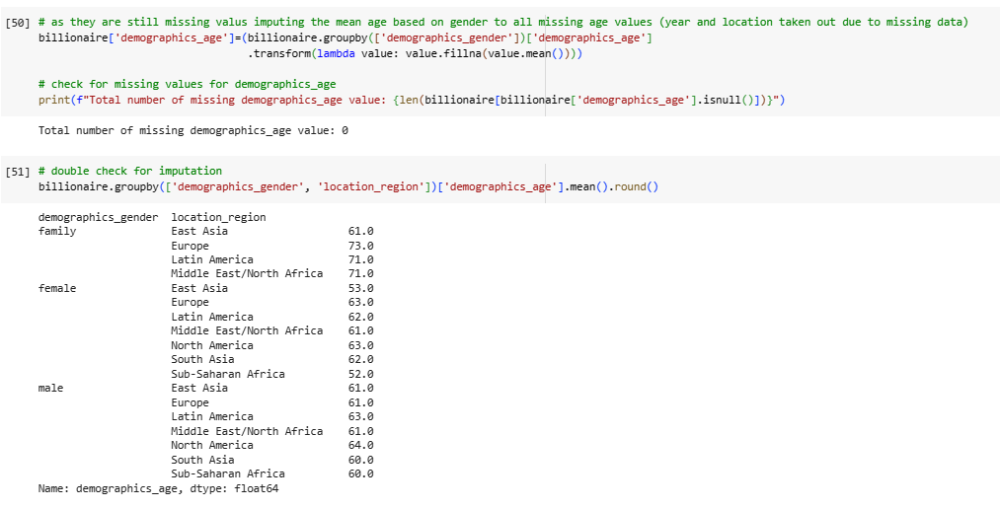 [50] # as they are still missing valus imputing the mean age based on gender to all missing age values (year and location taken out due to missing data)
billionaire['demographics_age']=(billionaire.groupby(['demographics_gender'])['demographics_age']
.transform(lambda value: value.fillna(value.mean())))
# check for missing values for demographics_age
print(f"Total number of missing demographics_age value: {len(billionaire[billionaire['demographics_age'].isnull()])}")
Total number of missing demographics_age value: 0
[51] # double check for imputation
billionaire.groupby(['demographics_gender', 'location_region'])['demographics_age'].mean().round()
demographics_gender location_region
family East Asia 61.0
Europe 73.0
Latin America 71.0
Middle East/North Africa 71.0
female East Asia 53.0
Europe 63.0
Latin America 62.0
Middle East/North Africa 61.0
North America 63.0
South Asia 62.0
Sub-Saharan Africa 52.0
male East Asia 61.0
Europe 61.0
Latin America 63.0
Middle East/North Africa 61.0
North America 64.0
South Asia 60.0
Sub-Saharan Africa 60.0
Name: demographics_age, dtype: float64